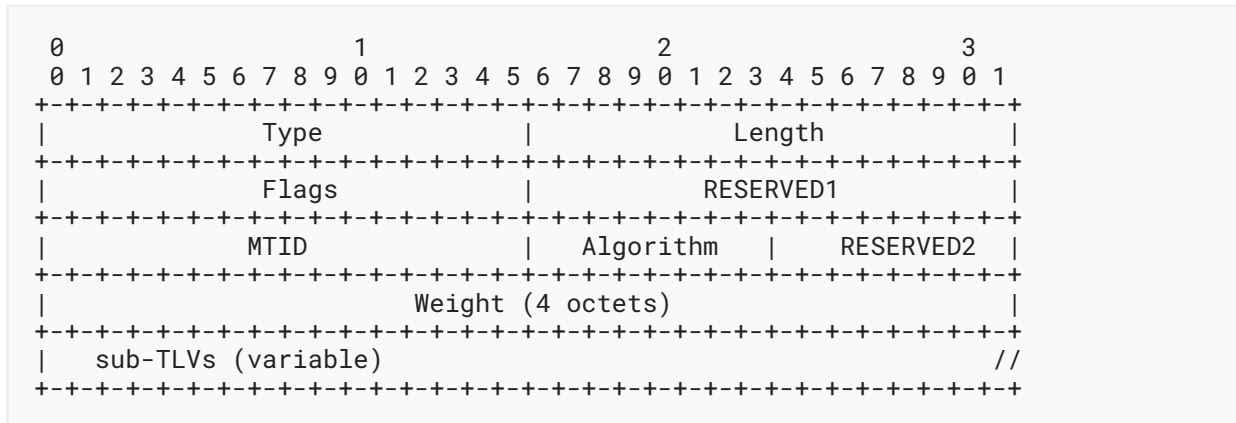 0                   1                   2                   3
 0 1 2 3 4 5 6 7 8 9 0 1 2 3 4 5 6 7 8 9 0 1 2 3 4 5 6 7 8 9 0 1
+-+-+-+-+-+-+-+-+-+-+-+-+-+-+-+-+-+-+-+-+-+-+-+-+-+-+-+-+-+-+-+-+
|              Type             |             Length            |
+-+-+-+-+-+-+-+-+-+-+-+-+-+-+-+-+-+-+-+-+-+-+-+-+-+-+-+-+-+-+-+-+
|              Flags            |           RESERVED1           |
+-+-+-+-+-+-+-+-+-+-+-+-+-+-+-+-+-+-+-+-+-+-+-+-+-+-+-+-+-+-+-+-+
|             MTID              |   Algorithm   |    RESERVED2  |
+-+-+-+-+-+-+-+-+-+-+-+-+-+-+-+-+-+-+-+-+-+-+-+-+-+-+-+-+-+-+-+-+
|                        Weight (4 octets)                      |
+-+-+-+-+-+-+-+-+-+-+-+-+-+-+-+-+-+-+-+-+-+-+-+-+-+-+-+-+-+-+-+-+
|   sub-TLVs (variable)                                        //
+-+-+-+-+-+-+-+-+-+-+-+-+-+-+-+-+-+-+-+-+-+-+-+-+-+-+-+-+-+-+-+-+